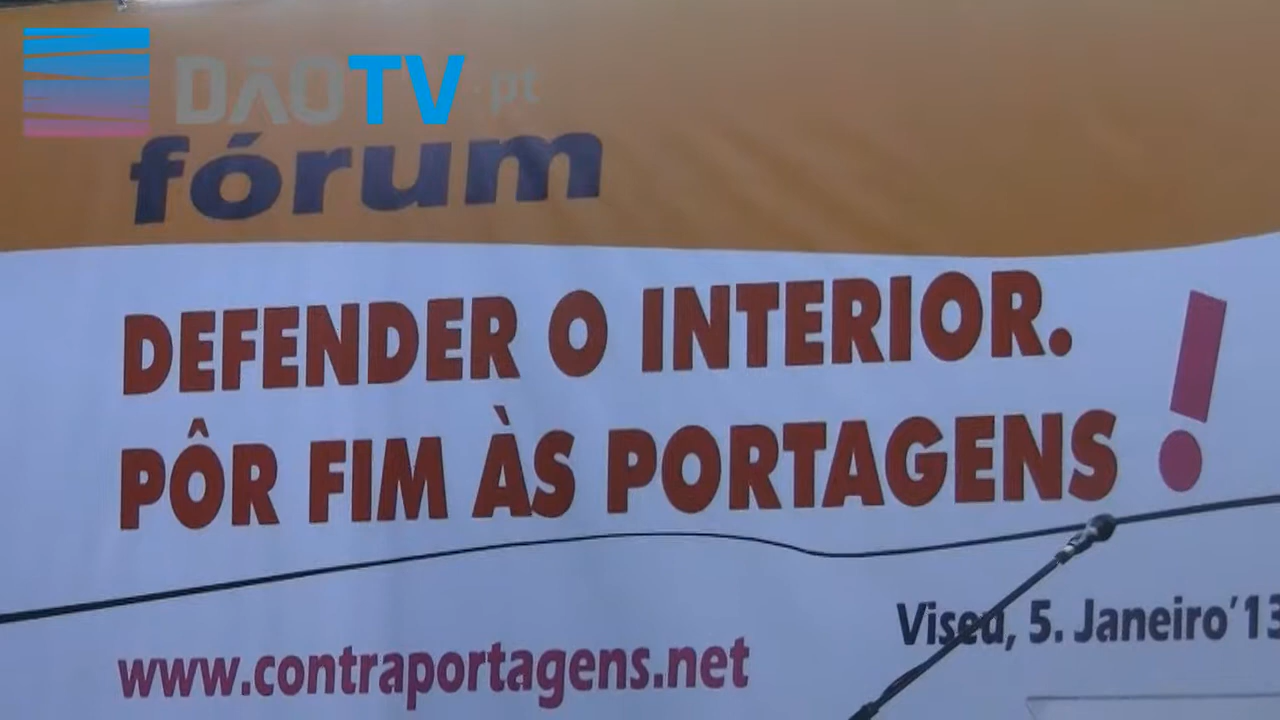 DÃOTV.pt
fórum
DEFENDER O INTERIOR.
PÔR FIM ÀS PORTAGENS!
Viseu, 5. Janeiro'13
www.contraportagens.net